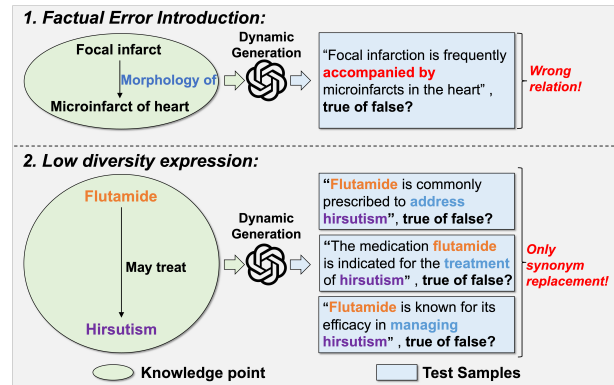 1. Factual Error Introduction:
Focal infarct
Morphology of
Microinfarct of heart
Dynamic
Generation
“Focal infarction is frequently
accompanied by
microinfarcts in the heart” ,
true of false?
Wrong
relation!
2. Low diversity expression:
Flutamide
May treat
Hirsutism
Dynamic
Generation
“Flutamide is commonly
prescribed to address
hirsutism”, true of false?
“The medication flutamide
is indicated for the treatment
of hirsutism” , true of false?
“Flutamide is known for its
efficacy in managing
hirsutism” , true of false?
Only
synonym
replacement!
Knowledge point
Test Samples